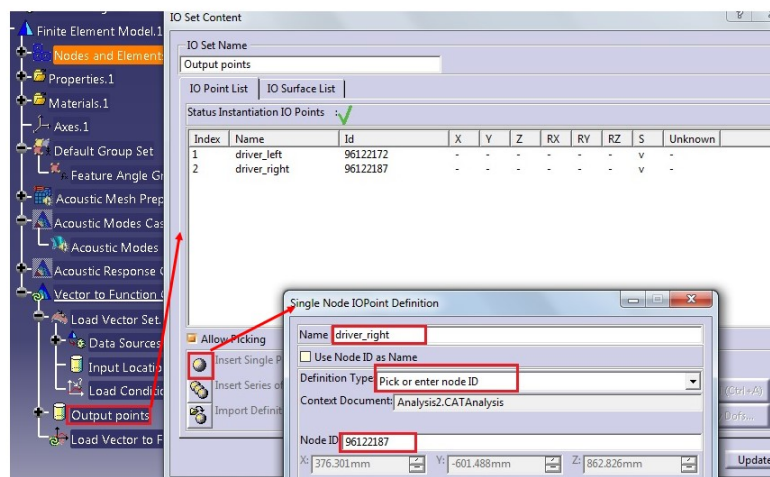 Finite Element Model.1
Nodes and Elements
Properties.1
Materials.1
Axes.1
Default Group Set
Feature Angle Gr
Acoustic Mesh Prep
Acoustic Modes Cas
Acoustic Modes
Acoustic Response
Vector to Function
Load Vector Set.
Data Sources
Input Locatio
Load Conditio
Output points
Load Vector to F
IO Set Content
IO Set Name
Output points
IO Point List IO Surface List
Status Instantiation IO Points :
Index Name Id X Y Z RX RY RZ S Unknown
1 driver_left 96122172 - - - - - - v -
2 driver_right 96122187 - - - - - - v -
Allow Picking
Insert Single P
Insert Series of
Import Definit
(Ctrl+A)
Dofs...
Update
Single Node IOPoint Definition
Name driver_right
Use Node ID as Name
Definition Type Pick or enter node ID
Context Document: Analysis2.CATAnalysis
Node ID 96122187
X: 376.301mm Y: -601.488mm Z: 862.826mm